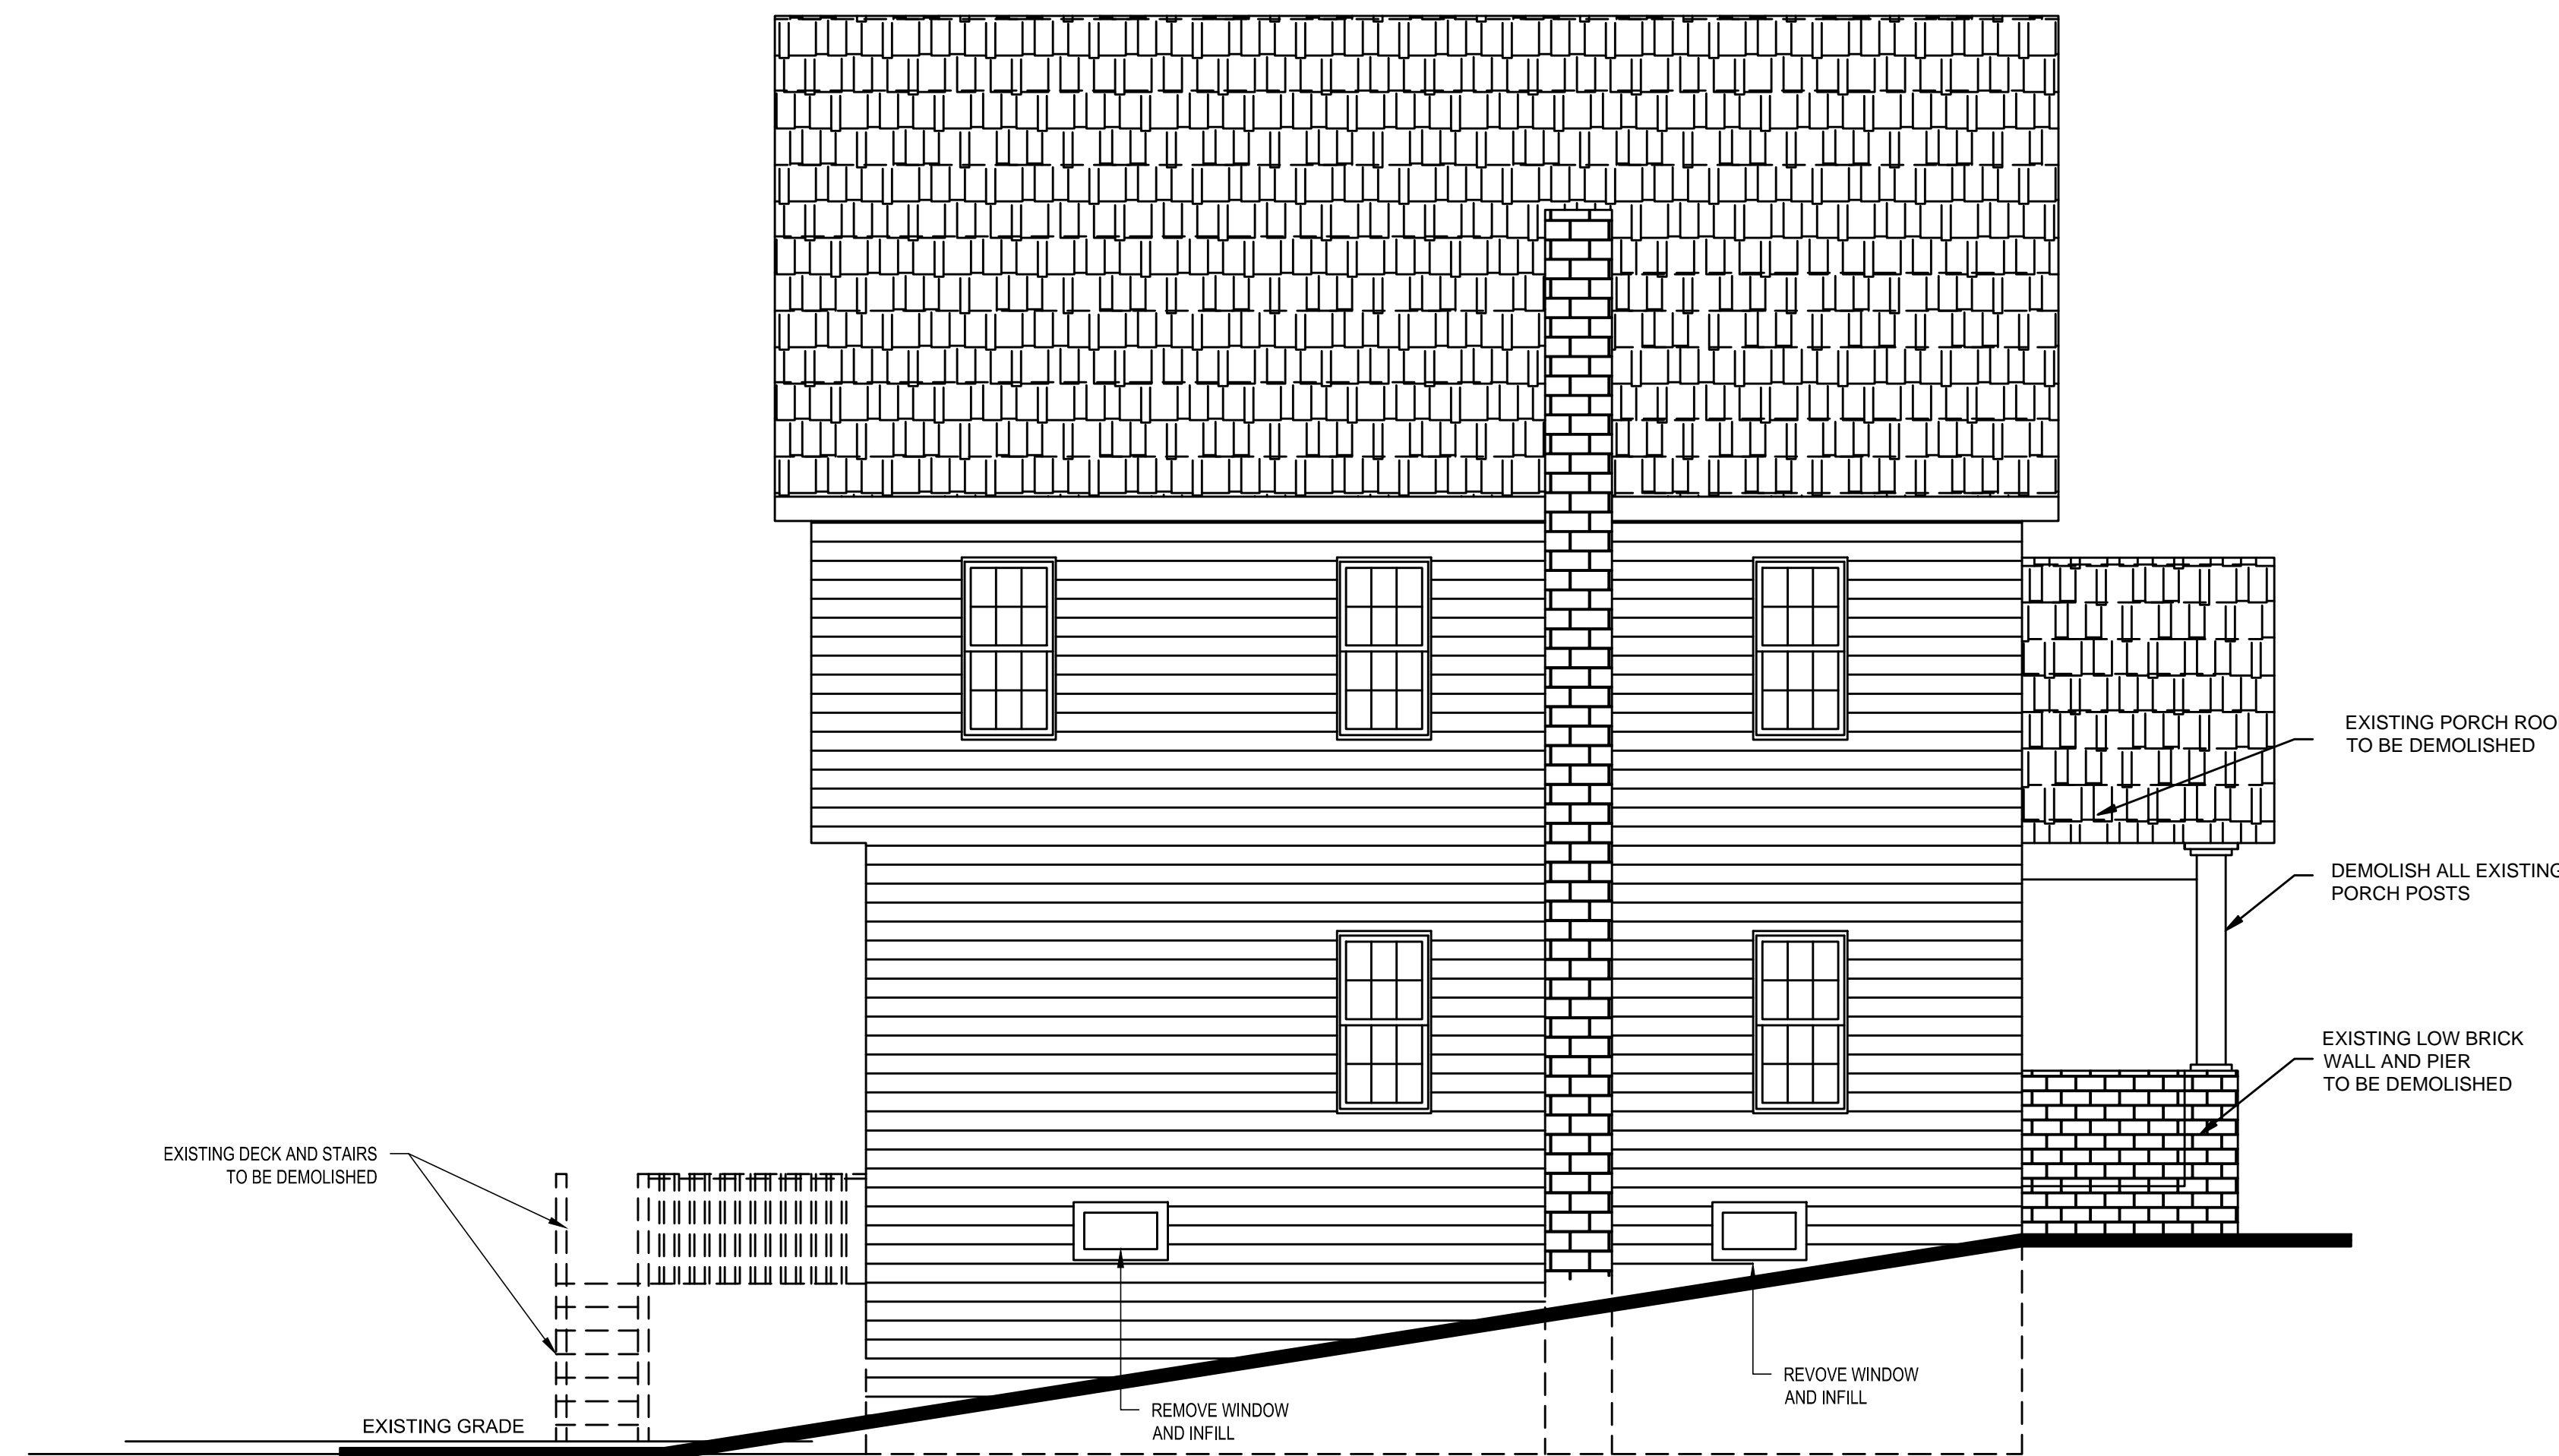 EXISTING PORCH ROO
TO BE DEMOLISHED
DEMOLISH ALL EXISTING
PORCH POSTS
EXISTING LOW BRICK
WALL AND PIER
TO BE DEMOLISHED
EXISTING DECK AND STAIRS
TO BE DEMOLISHED
REVOVE WINDOW
AND INFILL
REMOVE WINDOW
AND INFILL
EXISTING GRADE